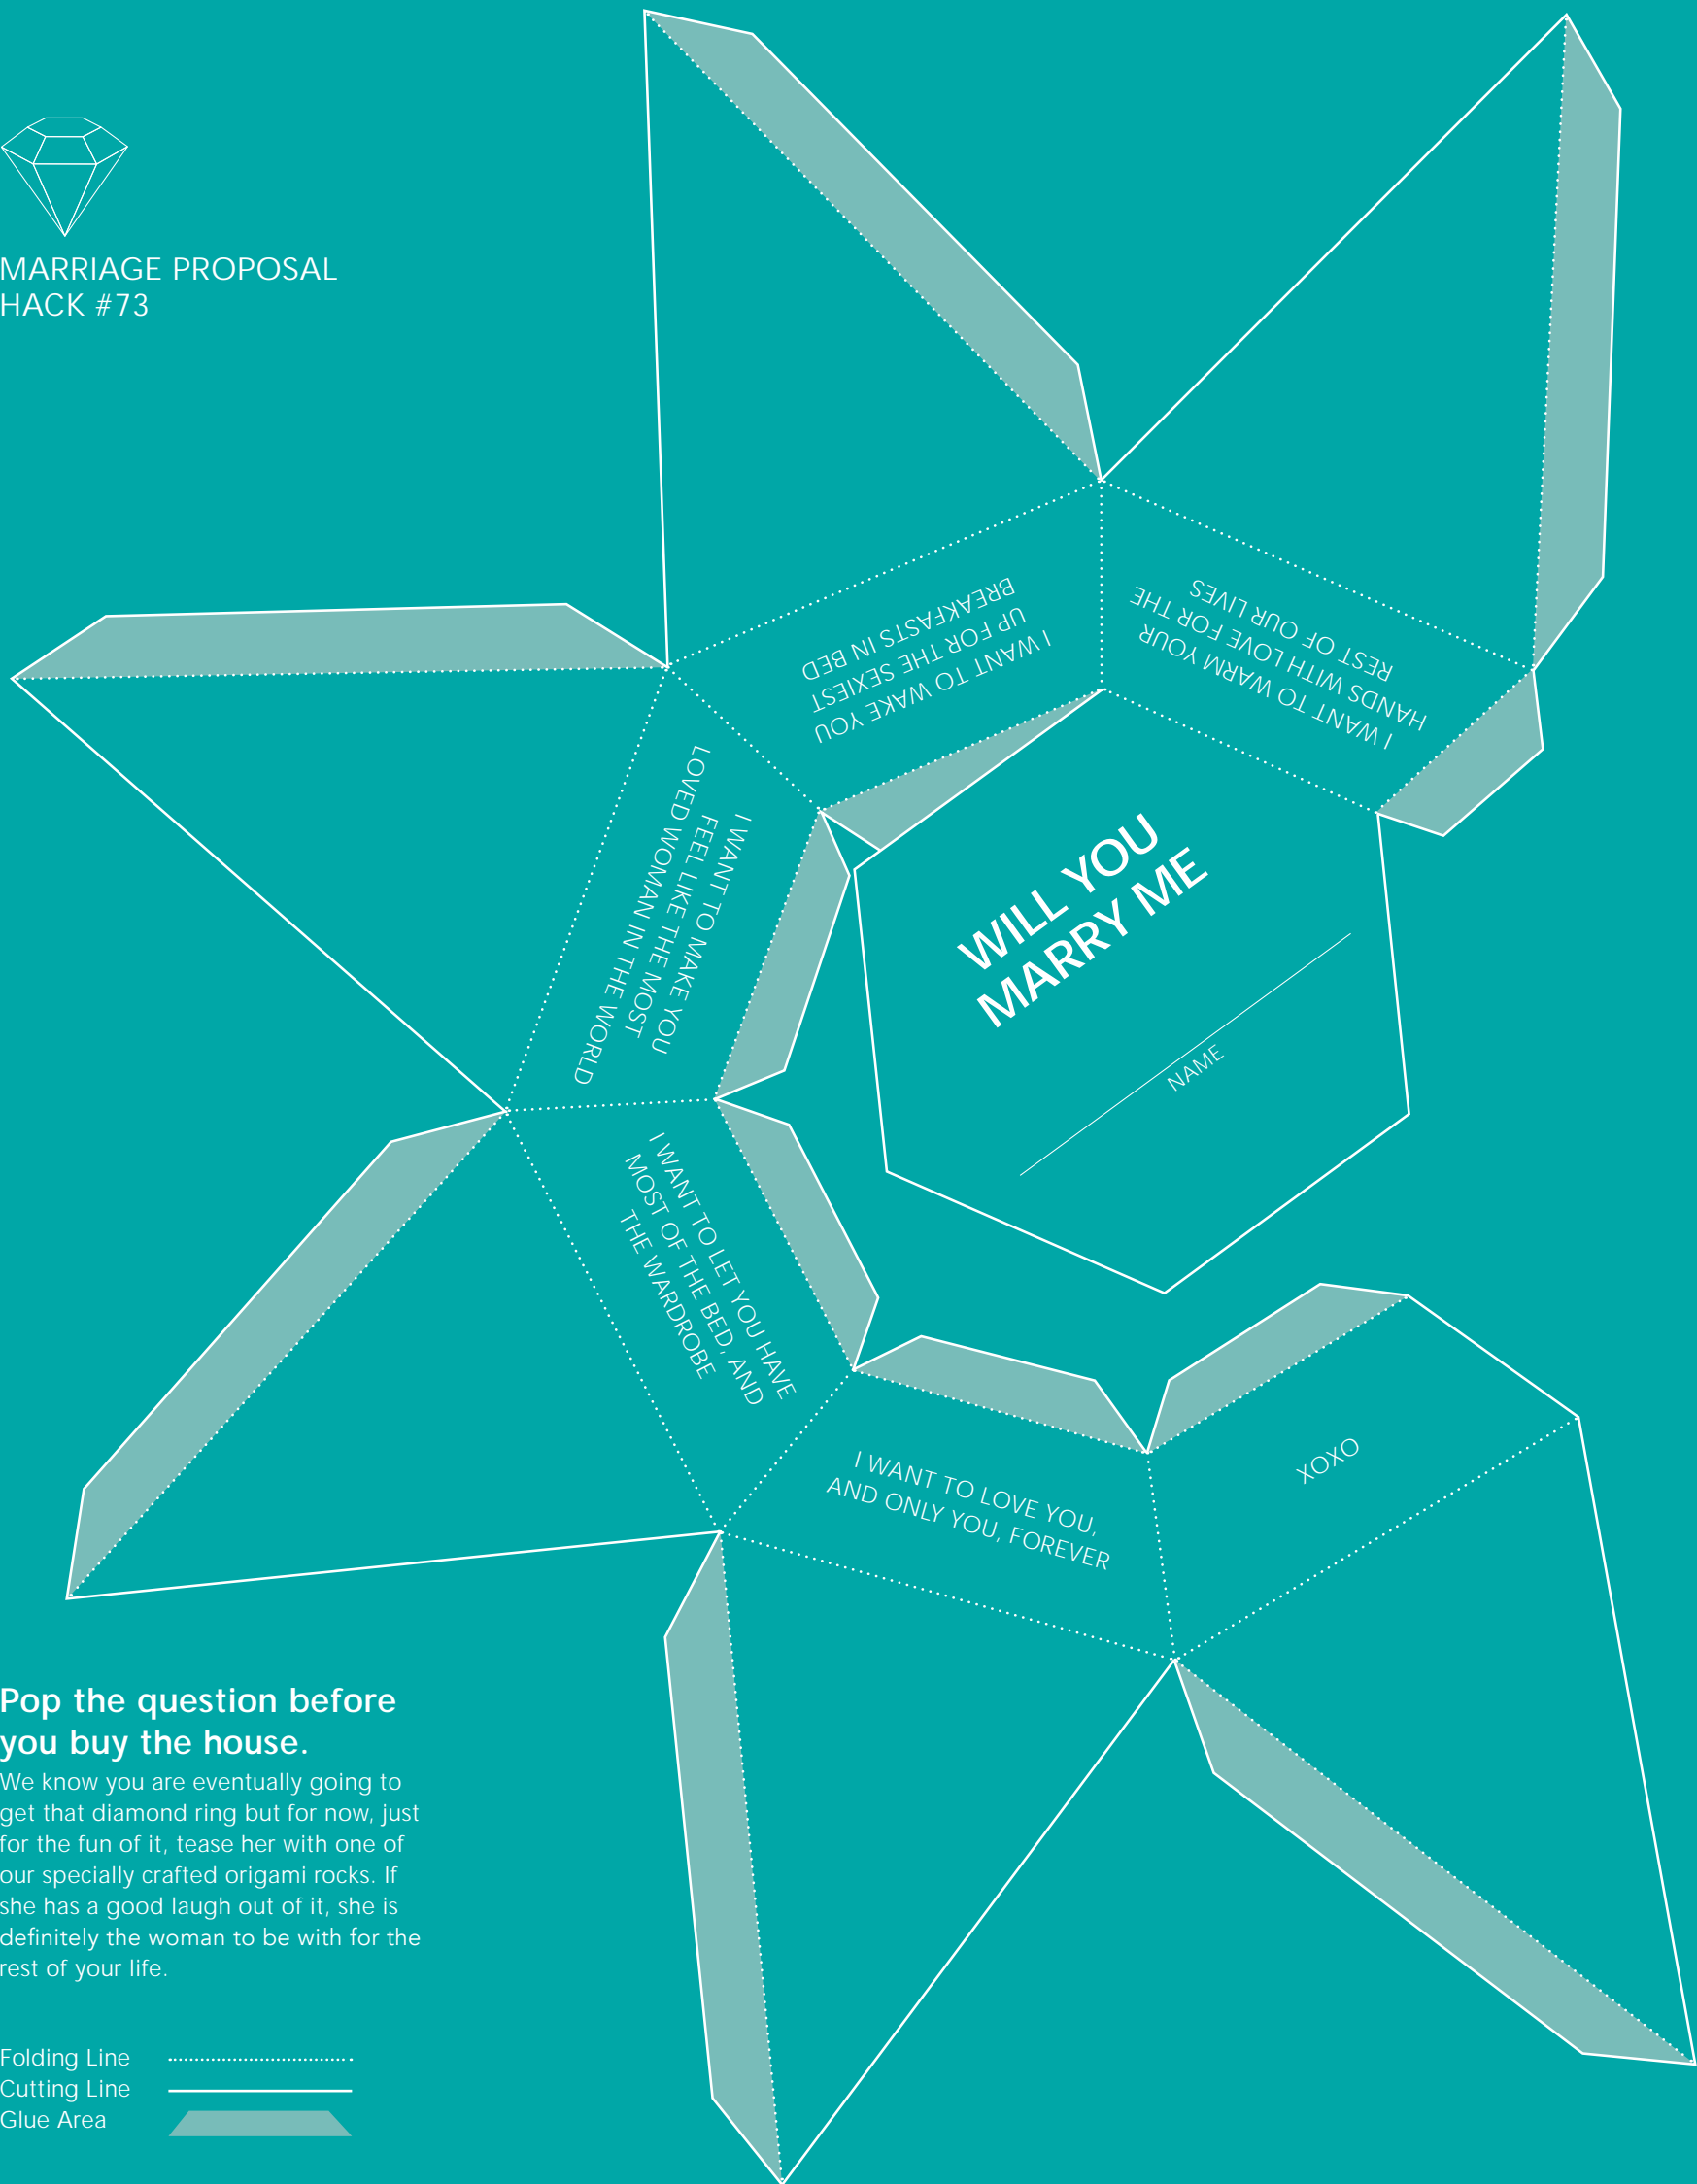 MARRIAGE PROPOSAL
HACK #73
I WANT TO WAKE YOU
UP FOR THE SEXIEST
BREAKFASTS IN BED
I WANT TO WARM YOUR
HANDS WITH LOVE FOR THE
REST OF OUR LIVES
I WANT TO MAKE YOU
FEEL LIKE THE MOST
LOVED WOMAN IN THE WORLD
WILL YOU
MARRY ME
NAME
I WANT TO LET YOU HAVE
MOST OF THE BED, AND
THE WARDROBE
I WANT TO LOVE YOU,
AND ONLY YOU, FOREVER
XOXO
Pop the question before
you buy the house.
We know you are eventually going to
get that diamond ring but for now, just
for the fun of it, tease her with one of
our specially crafted origami rocks. If
she has a good laugh out of it, she is
definitely the woman to be with for the
rest of your life.
Folding Line
Cutting Line
Glue Area